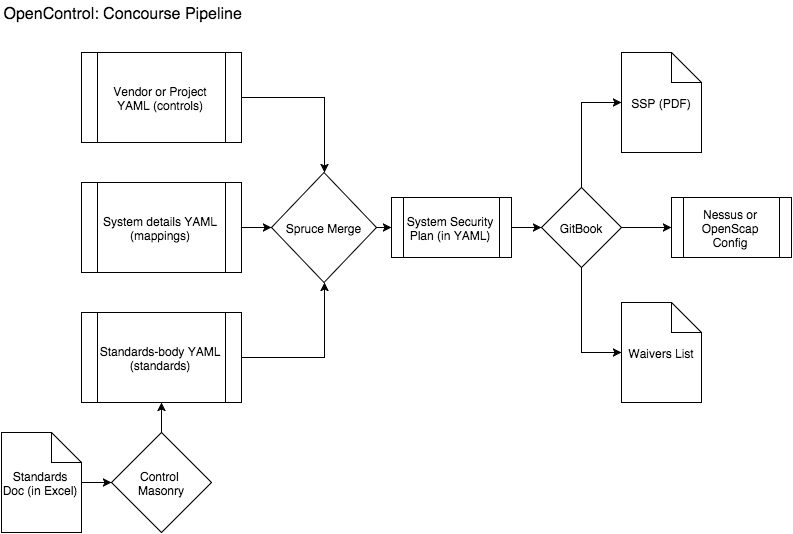 OpenControl: Concourse Pipeline
Vendor or Project
YAML (controls)
SSP (PDF)
System details YAML
(mappings)
Spruce Merge
System Security
Plan (in YAML)
GitBook
Nessus or
OpenScap
Config
Standards-body YAML
(standards)
Waivers List
Standards
Doc (in Excel)
Control
Masonry